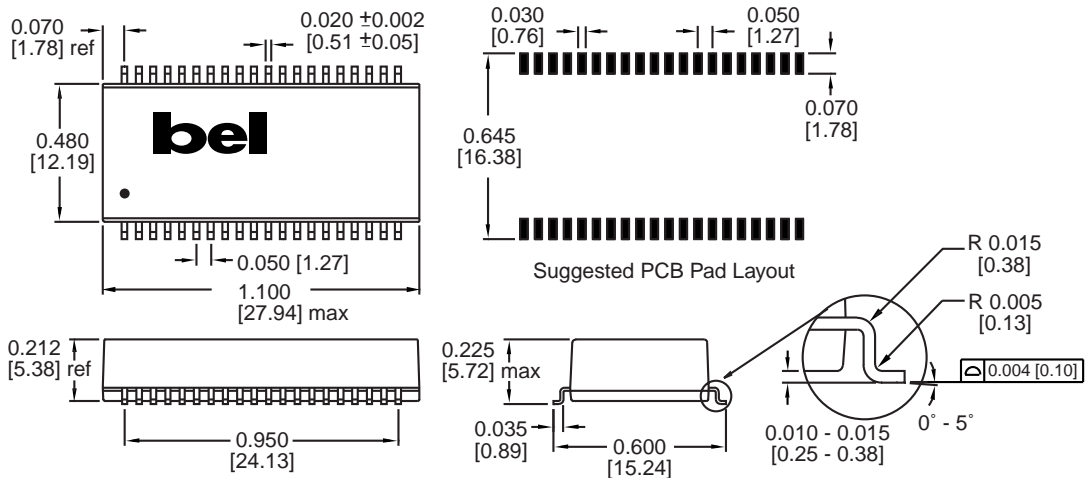 0.070
[1.78] ref
0.020 ±0.002
[0.51 ±0.05]
0.480
[12.19]
bel
0.050 [1.27]
1.100
[27.94] max
0.030
[0.76]
0.050
[1.27]
0.645
[16.38]
0.070
[1.78]
Suggested PCB Pad Layout
0.212
[5.38] ref
0.950
[24.13]
0.225
[5.72] max
0.035
[0.89]
0.600
[15.24]
R 0.015
[0.38]
R 0.005
[0.13]
0.004 [0.10]
0° - 5°
0.010 - 0.015
[0.25 - 0.38]